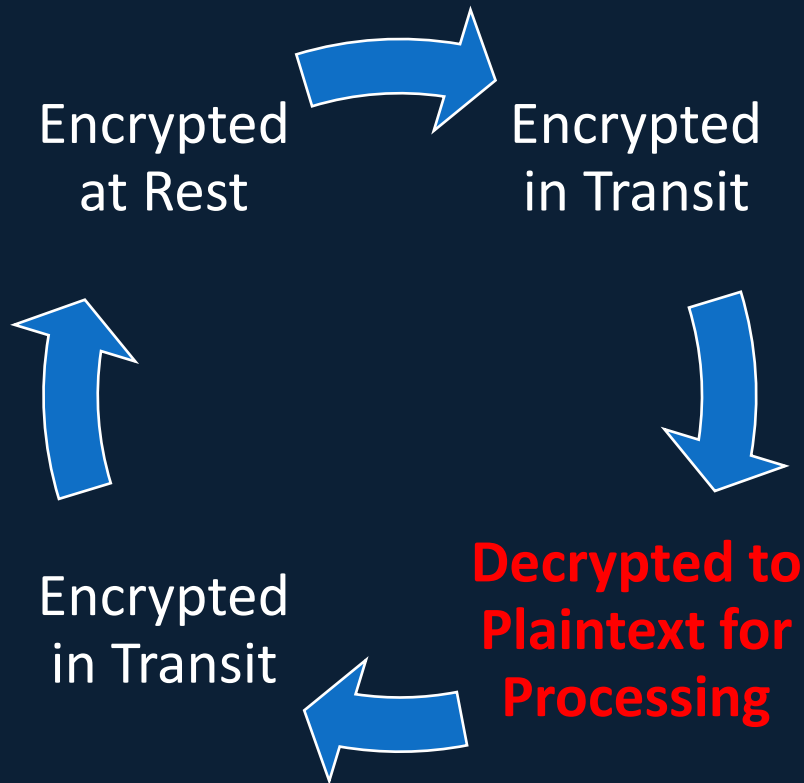 Encrypted
at Rest
Encrypted
in Transit
Decrypted to
Plaintext for
Processing
Encrypted
in Transit